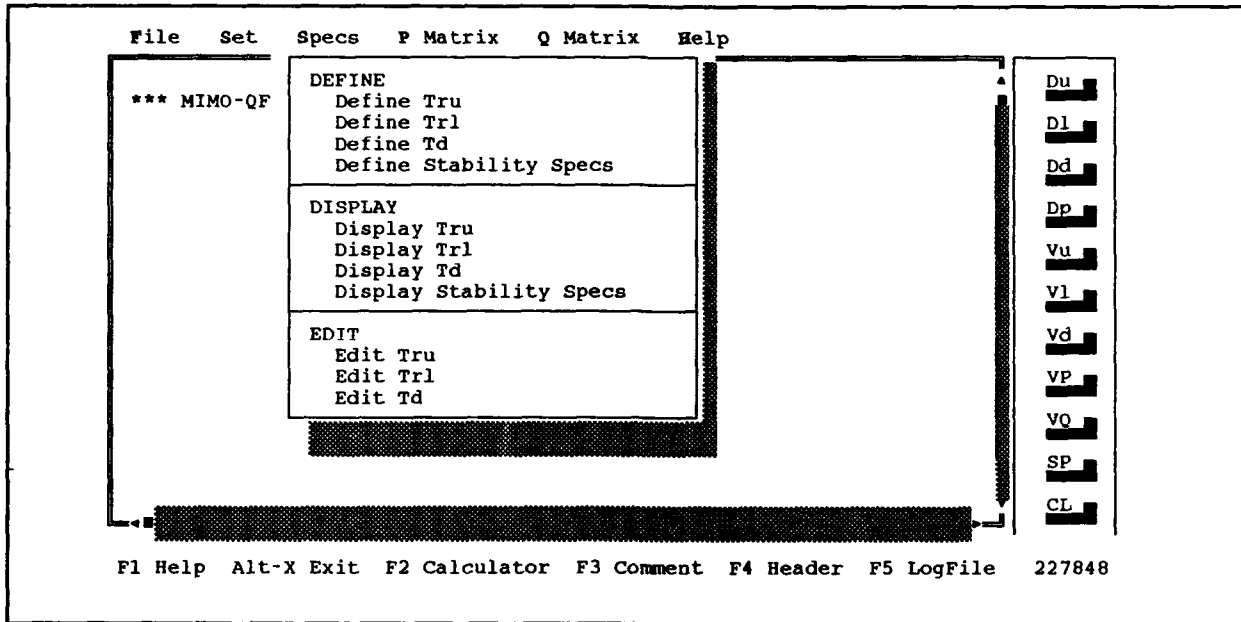 File Set Specs P Matrix Q Matrix Help
*** MIMO-QF
DEFINE
Define Tru
Define Trl
Define Td
Define Stability Specs
DISPLAY
Display Tru
Display Trl
Display Td
Display Stability Specs
EDIT
Edit Tru
Edit Trl
Edit Td
Du
Dl
Dd
Dp
Vu
Vl
Vd
VP
VQ
SP
CL
F1 Help Alt-X Exit F2 Calculator F3 Comment F4 Header F5 LogFile 227848